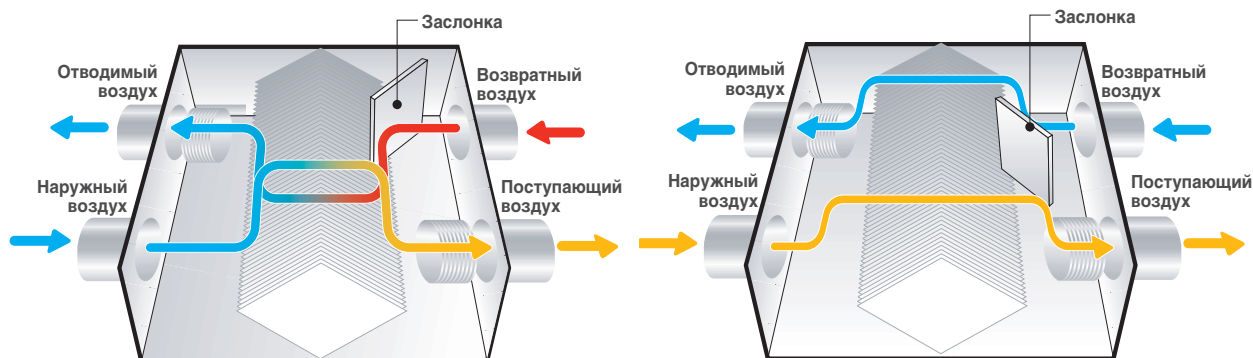 Заслонка
Отводимый
воздух
Возвратный
воздух
Наружный
воздух
Поступающий
воздух
Заслонка
Отводимый
воздух
Возвратный
воздух
Наружный
воздух
Поступающий
воздух